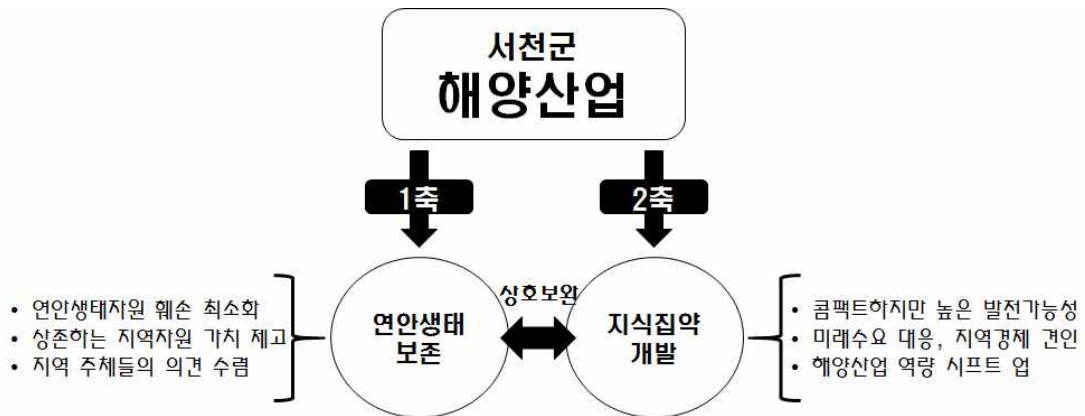 서천군
해양산업
1축
2축
상호보완
연안생태
보존
지식집약
개발
• 연안생태자원 훼손 최소화
• 상존하는 지역자원 가치 제고
• 지역 주체들의 의견 수렴
• 콤팩트하지만 높은 발전가능성
• 미래수요 대응, 지역경제 견인
• 해양산업 역량 시프트 업